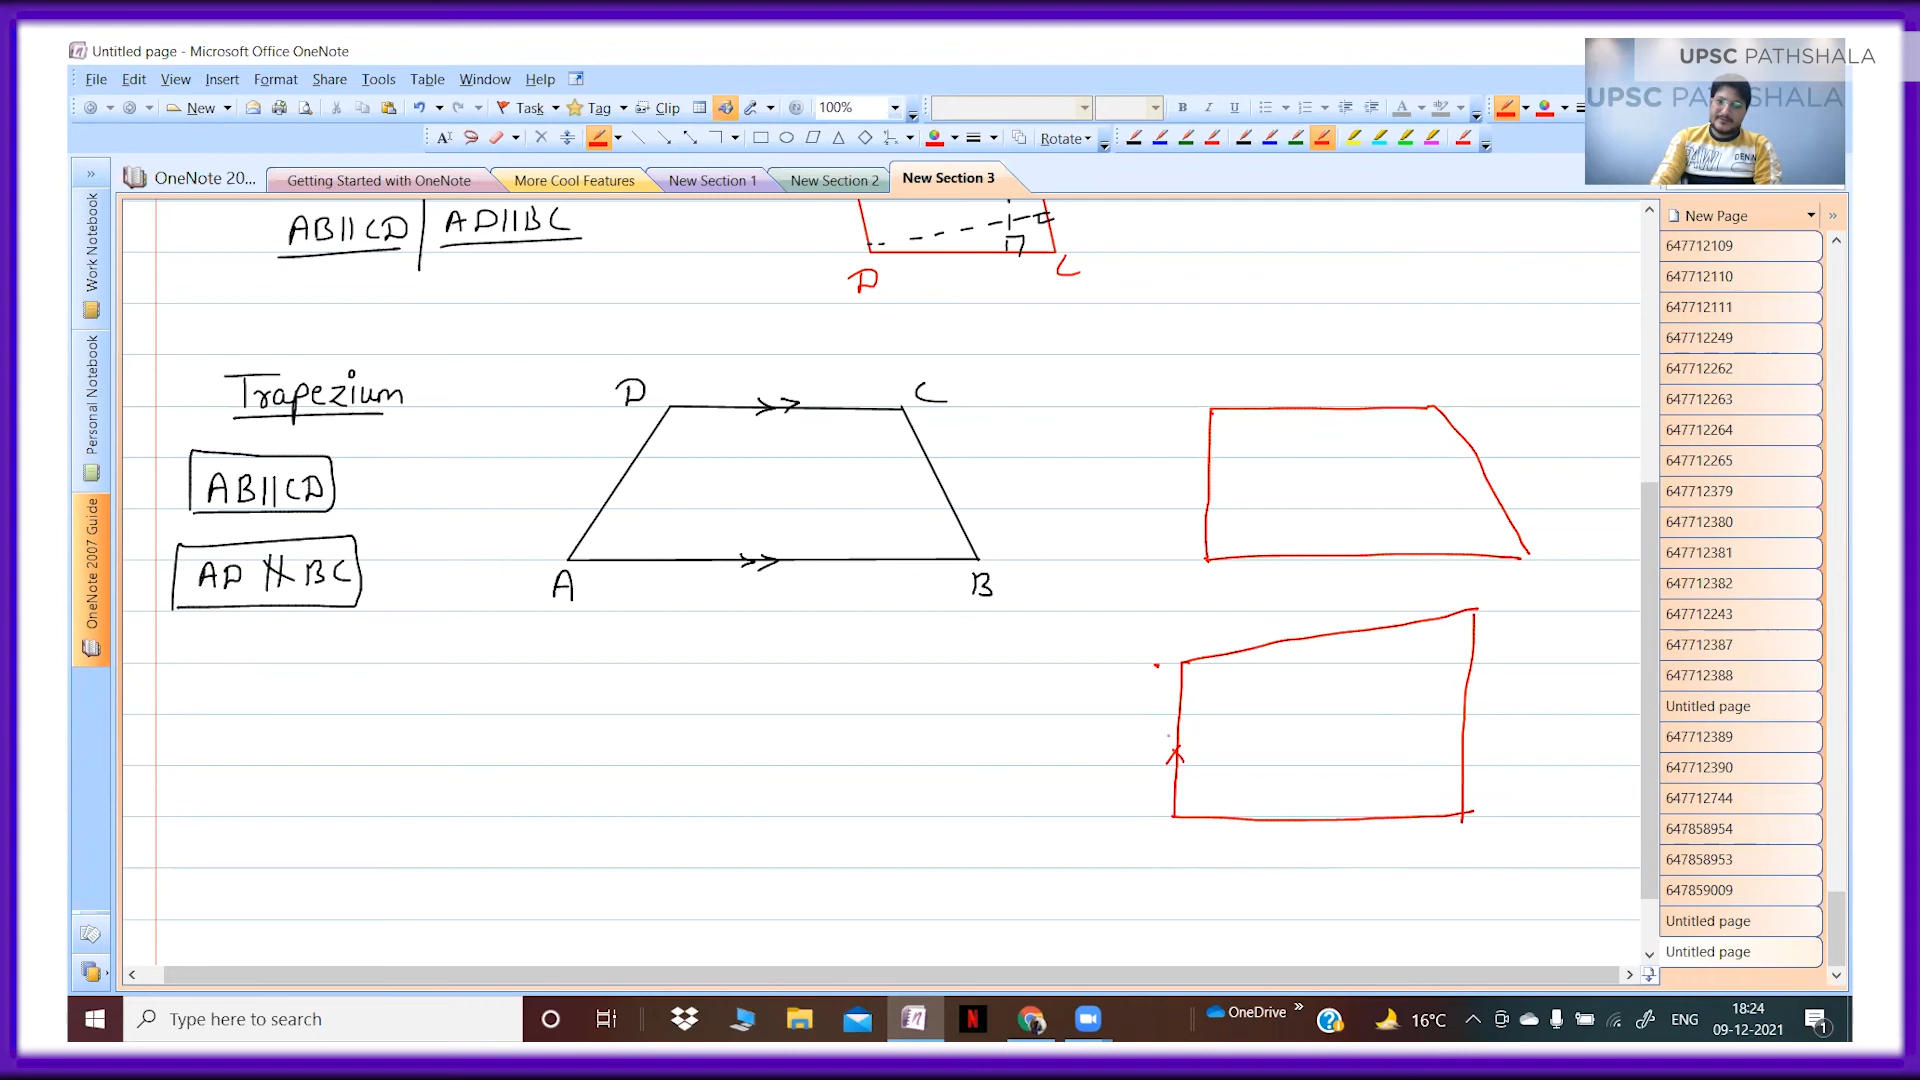 Untitled page - Microsoft Office OneNote
UPSC PATHSHALA
UPSC PATHSHALA
DENN
File Edit View Insert Format Share Tools Table Window Help
New Task Tag Clip 100%
Rotate
OneNote 20... Getting Started with OneNote More Cool Features New Section 1 New Section 2 New Section 3
Work Notebook
Personal Notebook
OneNote 2007 Guide
AB||CD AD||BC
D C
Trapezium
D C
AB||CD
AD ∦ BC
A B
New Page
647712109
647712110
647712111
647712249
647712262
647712263
647712264
647712265
647712379
647712380
647712381
647712382
647712243
647712387
647712388
Untitled page
647712389
647712390
647712744
647858954
647858953
647859009
Untitled page
Untitled page
Type here to search
OneDrive
16°C
ENG
18:24
09-12-2021
1